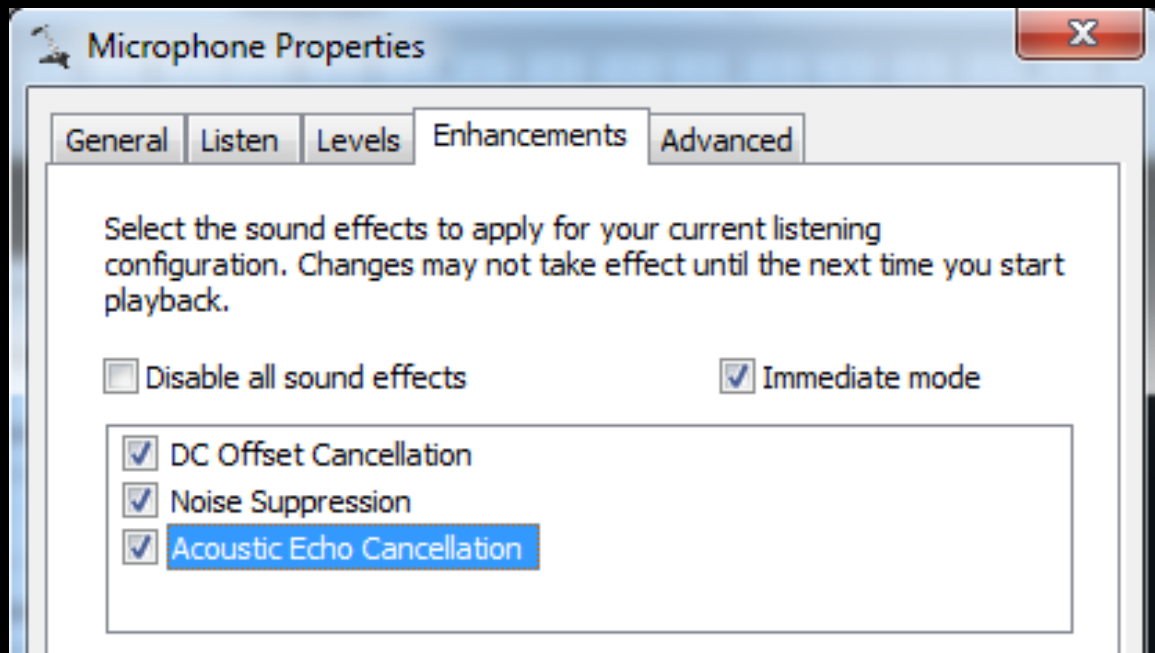 Microphone Properties
General Listen Levels Enhancements Advanced
Select the sound effects to apply for your current listening
configuration. Changes may not take effect until the next time you start
playback.
Disable all sound effects Immediate mode
DC Offset Cancellation
Noise Suppression
Acoustic Echo Cancellation